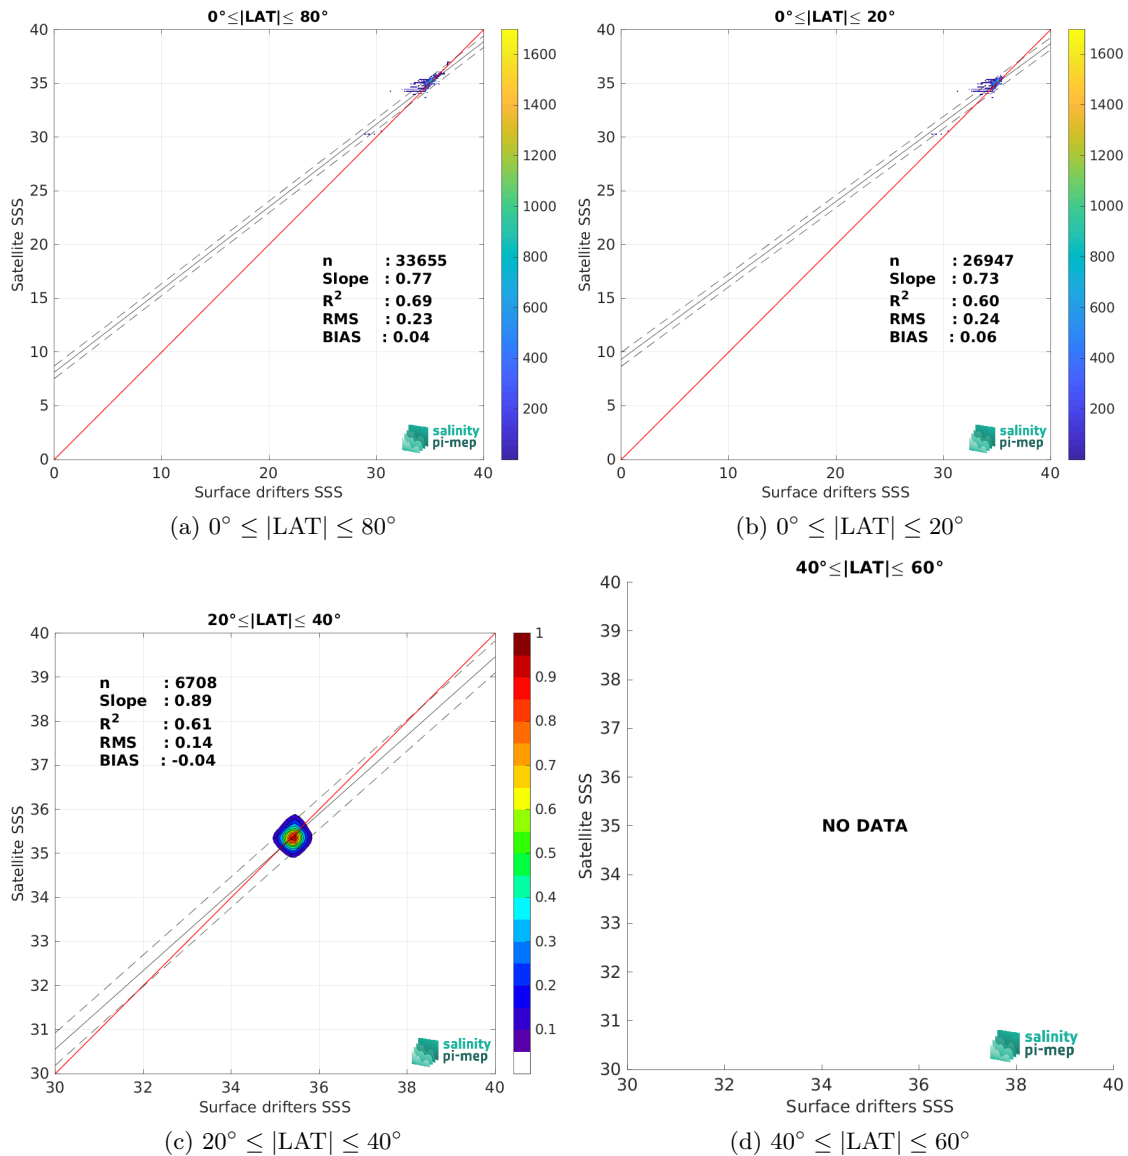 0°≤|LAT|≤ 80°
40
35
30
25
20
15
10
5
0
Satellite SSS
n : 33655
Slope : 0.77
R² : 0.69
RMS : 0.23
BIAS : 0.04
salinity
pi-mep
0 10 20 30 40
Surface drifters SSS
1600
1400
1200
1000
800
600
400
200
(a) 0° ≤ |LAT| ≤ 80°
0°≤|LAT|≤ 20°
40
35
30
25
20
15
10
5
0
Satellite SSS
n : 26947
Slope : 0.73
R² : 0.60
RMS : 0.24
BIAS : 0.06
salinity
pi-mep
0 10 20 30 40
Surface drifters SSS
1600
1400
1200
1000
800
600
400
200
(b) 0° ≤ |LAT| ≤ 20°
20°≤|LAT|≤ 40°
40
39
38
37
36
35
34
33
32
31
30
Satellite SSS
n : 6708
Slope : 0.89
R² : 0.61
RMS : 0.14
BIAS : -0.04
salinity
pi-mep
30 32 34 36 38 40
Surface drifters SSS
1
0.9
0.8
0.7
0.6
0.5
0.4
0.3
0.2
0.1
(c) 20° ≤ |LAT| ≤ 40°
40°≤|LAT|≤ 60°
40
39
38
37
36
35
34
33
32
31
30
Satellite SSS
NO DATA
salinity
pi-mep
30 32 34 36 38 40
Surface drifters SSS
(d) 40° ≤ |LAT| ≤ 60°